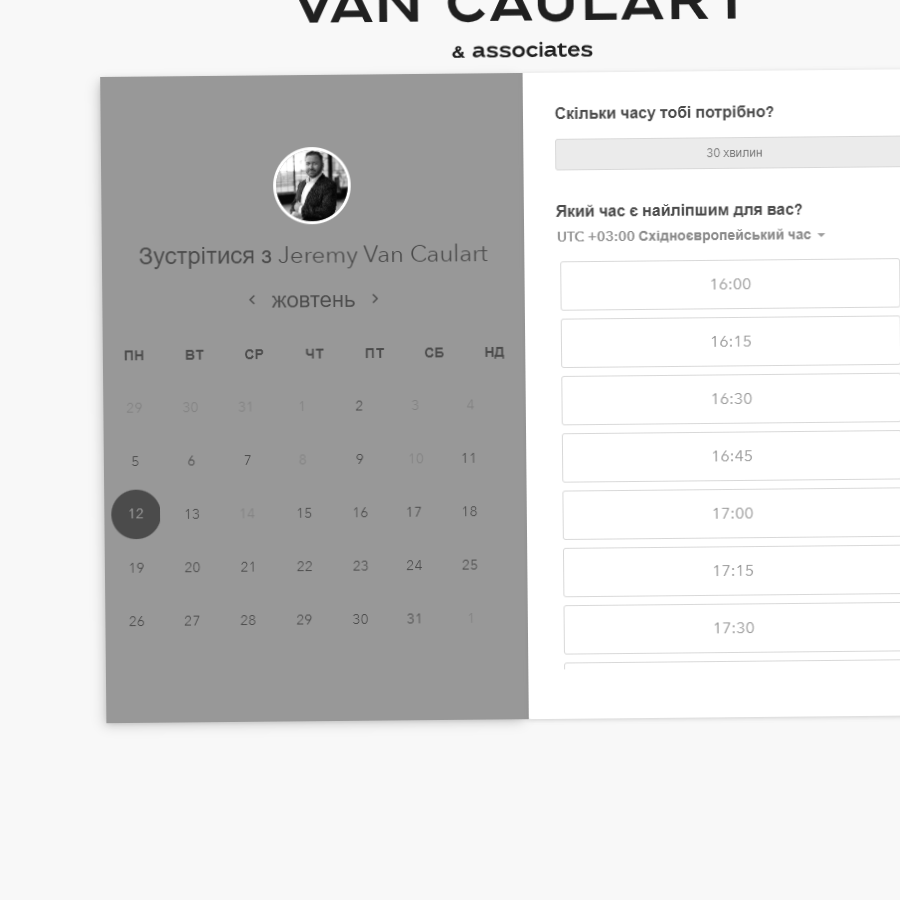 VAN CAULART
& associates
Зустрітися з Jeremy Van Caulart
‹ жовтень ›
ПН ВТ СР ЧТ ПТ СБ НД
29 30 31 1 2 3 4
5 6 7 8 9 10 11
12 13 14 15 16 17 18
19 20 21 22 23 24 25
26 27 28 29 30 31 1
Скільки часу тобі потрібно?
30 хвилин
Який час є найліпшим для вас?
UTC +03:00 Східноєвропейський час
16:00
16:15
16:30
16:45
17:00
17:15
17:30